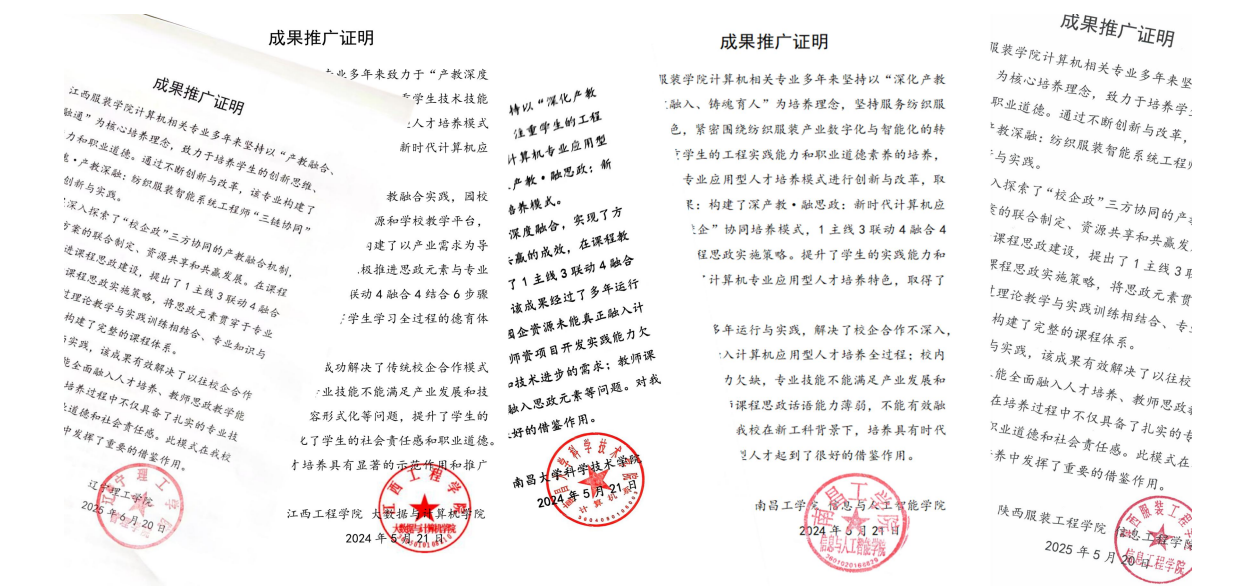 成果推广证明
江西服装学院计算机相关专业多年来坚持以“产教融合、
融通”为核心培养理念，致力于培养学生的创新思维、
力和职业道德。通过不断创新与改革，该专业构建了
・产教深融：纺织服装智能系统工程师“三链协同”
创新与实践。
深入探索了“校企政”三方协同的产教融合机制，
方案的联合制定、资源共享和共赢发展。在课程
进课程思政建设，提出了1主线3联动4融合
课程思政实施策略，将思政元素贯穿于专业
过理论教学与实践训练相结合、专业知识与
构建了完整的课程体系。
实践，该成果有效解决了以往校企合作
能全面融入人才培养、教师思政教学能
培养过程中不仅具备了扎实的专业技
业道德和社会责任感。此模式在我校
中发挥了重要的借鉴作用。
辽宁理工学院
2025年6月20日
成果推广证明
专业多年来致力于“产教深度
学生技术技能
人才培养模式
新时代计算机应
教融合实践，园校
源和学校教学平台，
构建了以产业需求为导
极推进思政元素与专业
联动4融合4结合6步骤
学生学习全过程的德育体
成功解决了传统校企合作模式
专业技能不能满足产业发展和技
容形式化等问题，提升了学生的
化了学生的社会责任感和职业道德。
才培养具有显著的示范作用和推广
江西工程学院 大数据与计算机学院
2024年5月21日
江西工程学院
大数据与计算机学院
持以“深化产教
注重学生的工程
计算机专业应用型
产教・融思政：新
培养模式。
深度融合，实现了方
共赢的成效，在课程教
了1主线3联动4融合
该成果经过了多年运行
园企资源未能真正融入计
师资项目开发实践能力欠
和技术进步的需求；教师课
融入思政元素等问题。对我
好的借鉴作用。
南昌大学科学技术学院
2024年5月21日
成果推广证明
服装学院计算机相关专业多年来坚持以“深化产教
融入、铸魂育人”为培养理念，坚持服务纺织服
色，紧密围绕纺织服装产业数字化与智能化的转
学生的工程实践能力和职业道德素养的培养，
专业应用型人才培养模式进行创新与改革，取
果：构建了深产教・融思政：新时代计算机应
企”协同培养模式，1主线3联动4融合4
程思政实施策略。提升了学生的实践能力和
计算机专业应用型人才培养特色，取得了
多年运行与实践，解决了校企合作不深入，
入计算机应用型人才培养全过程；校内
力欠缺，专业技能不能满足产业发展和
课程思政话语能力薄弱，不能有效融
我校在新工科背景下，培养具有时代
型人才起到了很好的借鉴作用。
南昌工学院 信息与人工智能学院
2024年5月21日
南昌工学院
信息与人工智能学院
成果推广证明
服装学院计算机相关专业多年来坚
为核心培养理念，致力于培养学
职业道德。通过不断创新与改革，
产教深融：纺织服装智能系统工程师
与实践。
入探索了“校企政”三方协同的产教
案的联合制定、资源共享和共赢发
课程思政建设，提出了1主线3联
课程思政实施策略，将思政元素贯
过理论教学与实践训练相结合、专
构建了完整的课程体系。
与实践，该成果有效解决了以往校
能全面融入人才培养、教师思政教
在培养过程中不仅具备了扎实的专
职业道德和社会责任感。此模式在
养中发挥了重要的借鉴作用。
陕西服装工程学院 信息工程学院
2025年5月20日